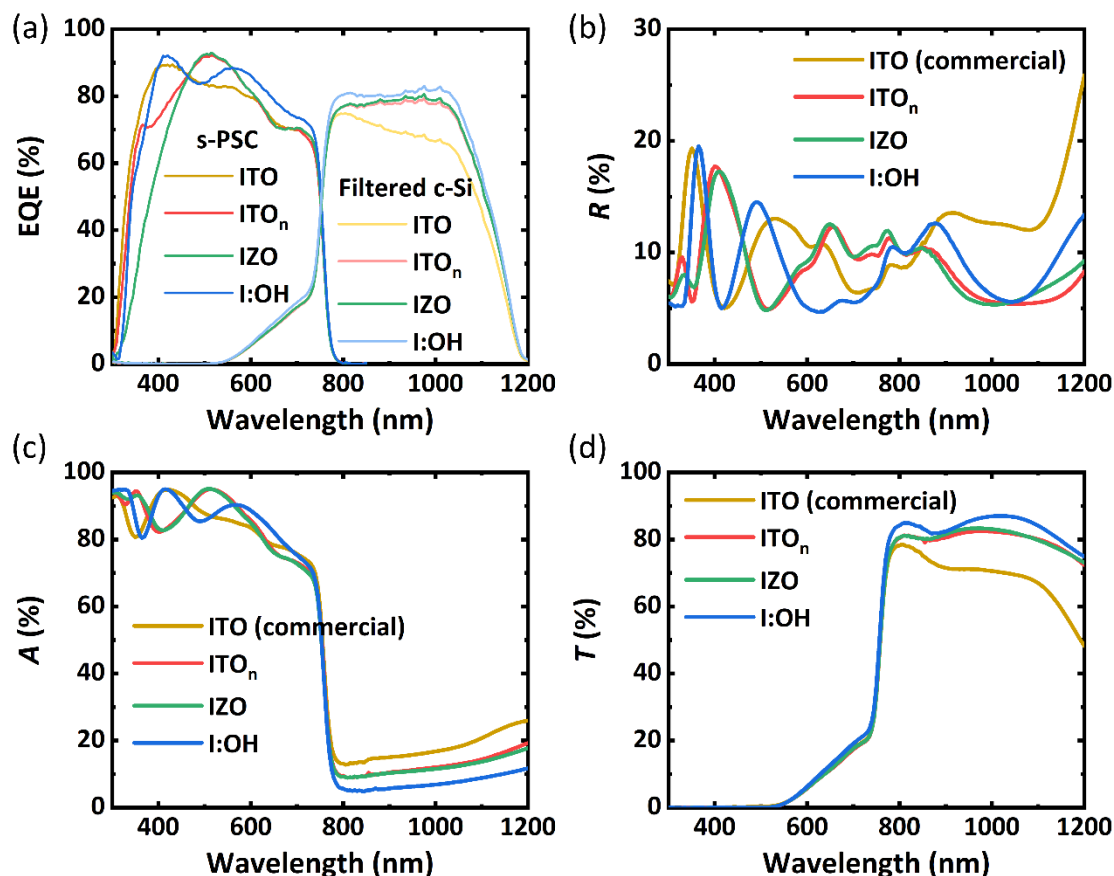 (a)
100
80
60
40
20
0
EQE (%)
s-PSC
ITO
ITOn
IZO
I:OH
Filtered c-Si
ITO
ITOn
IZO
I:OH
400 600 800 1000 1200
Wavelength (nm)
(b)
30
20
10
0
R (%)
ITO (commercial)
ITOn
IZO
I:OH
400 600 800 1000 1200
Wavelength (nm)
(c)
100
80
60
40
20
0
A (%)
ITO (commercial)
ITOn
IZO
I:OH
400 600 800 1000 1200
Wavelength (nm)
(d)
100
80
60
40
20
0
T (%)
ITO (commercial)
ITOn
IZO
I:OH
400 600 800 1000 1200
Wavelength (nm)